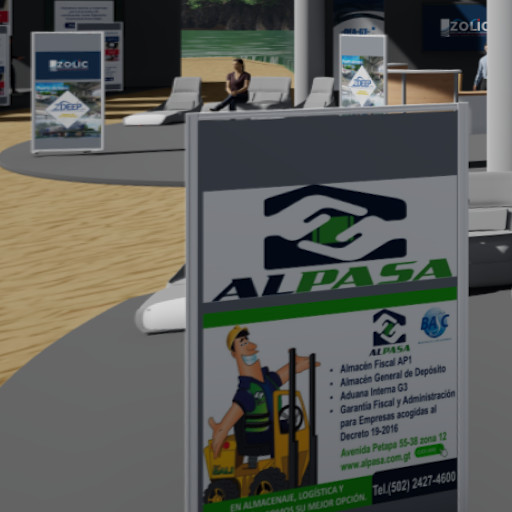 ZOLIC
ZDEEP
ZOLIC
ZDEEP
ALPASA
ALPASA
BASC
• Almacén Fiscal AP1
• Almacén General de Depósito
• Aduana Interna G3
• Garantía Fiscal y Administración
para Empresas acogidas al
Decreto 19-2016
Avenida Petapa 55-38 zona 12
www.alpasa.com.gt
EN ALMACENAJE, LOGÍSTICA Y
SU MEJOR OPCIÓN.
Tel.(502) 2427-4600